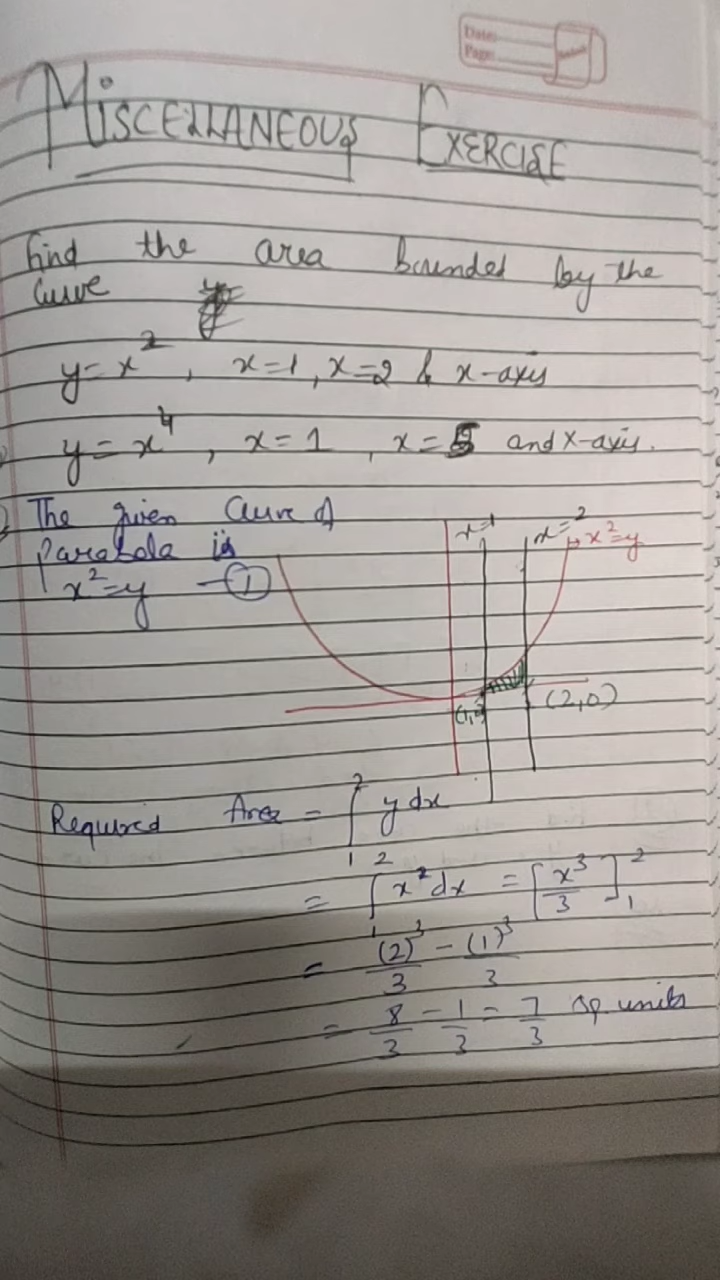 Date:
Page:
MISCELLANEOUS EXERCISE
Find the area bounded by the
curve
y=x², x=1, x=2 & x-axis
y=x⁴, x=1, x=5 and X-axis.
The given curve of
Parabola is
x²=y —①
x=1
x=2
x²=y
(2,0)
Required Area = ∫₁² y dx
= ∫₁² x² dx = [x³/3]₁²
= (2)³/3 - (1)³/3
= 8/3 - 1/3 = 7/3 sq units